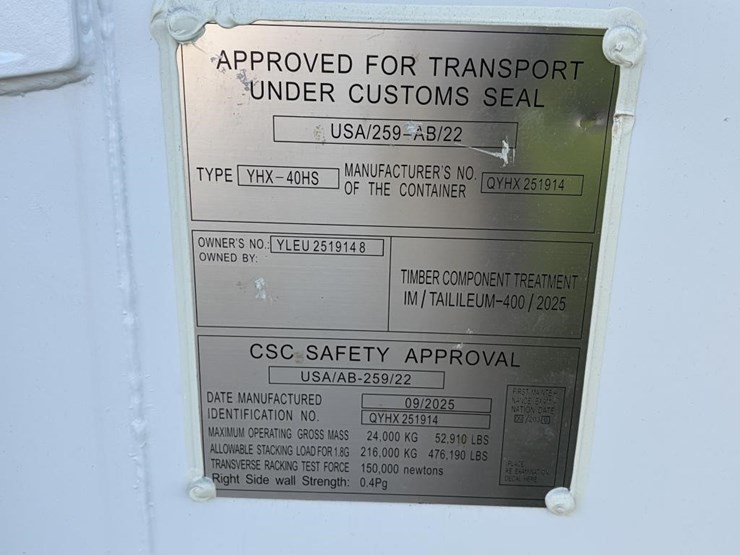 APPROVED FOR TRANSPORT
UNDER CUSTOMS SEAL
USA/259-AB/22
TYPE YHX-40HS MANUFACTURER'S NO. OF THE CONTAINER QYHX 251914
OWNER'S NO.: YLEU 2519148
OWNED BY:
TIMBER COMPONENT TREATMENT
IM / TAILILEUM-400 / 2025
CSC SAFETY APPROVAL
USA/AB-259/22
DATE MANUFACTURED 09/2025
IDENTIFICATION NO. QYHX 251914
MAXIMUM OPERATING GROSS MASS 24,000 KG 52,910 LBS
ALLOWABLE STACKING LOAD FOR 1.8G 216,000 KG 476,190 LBS
TRANSVERSE RACKING TEST FORCE 150,000 newtons
Right Side wall Strength: 0.4Pg
FIRST MAINTE-
NATION DATE